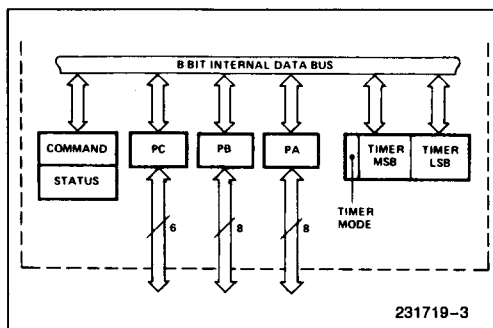 8 BIT INTERNAL DATA BUS
COMMAND
STATUS
PC
PB
PA
TIMER
MSB
TIMER
LSB
TIMER
MODE
6
8
8
231719-3